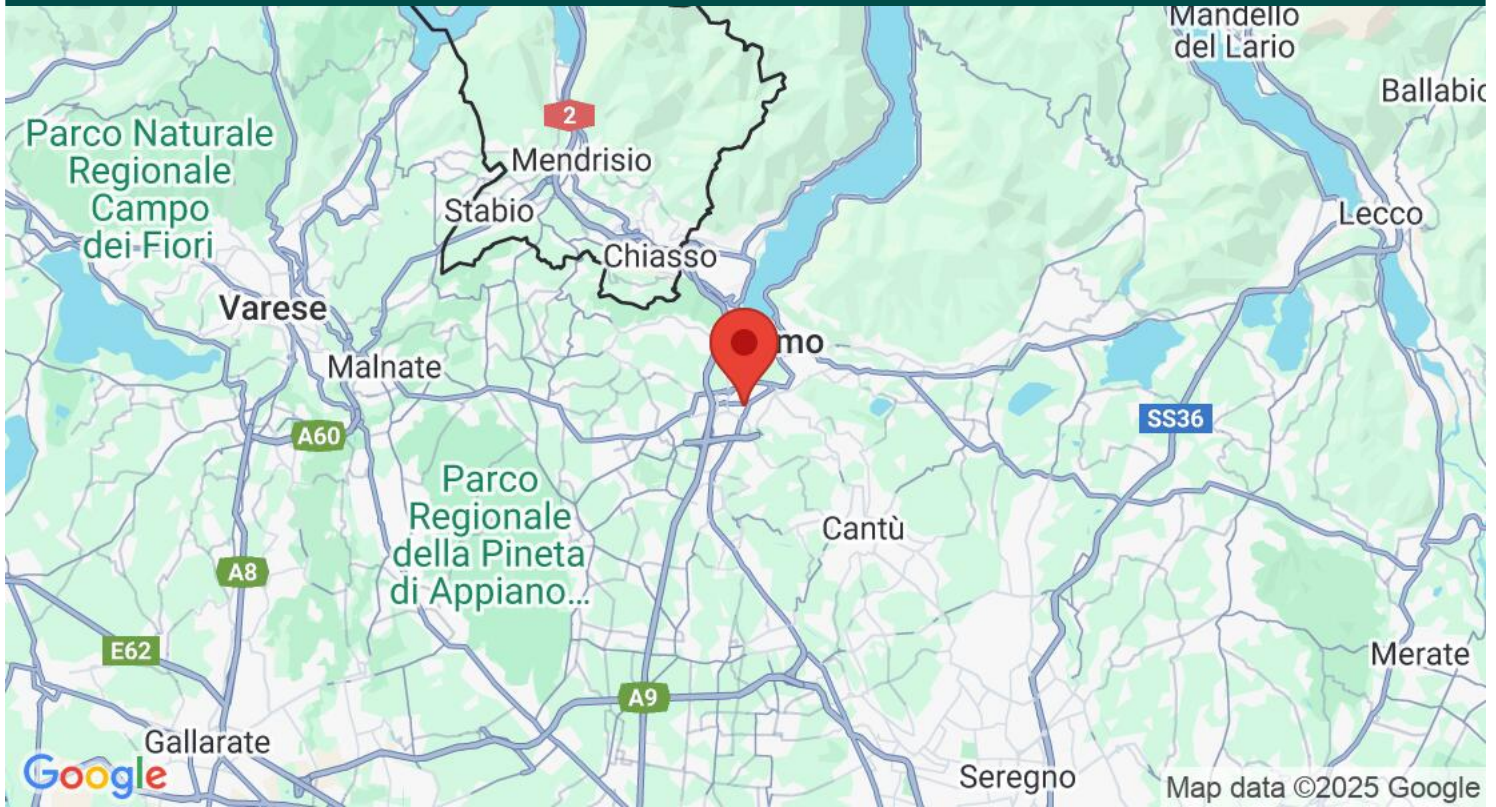 Mandello
del Lario
Ballabio
2
Parco Naturale
Regionale
Campo
dei Fiori
Mendrisio
Stabio
Lecco
Chiasso
Varese
mo
Malnate
SS36
A60
Parco
Regionale
della Pineta
di Appiano...
Cantù
A8
E62
Merate
A9
Gallarate
Seregno
Google
Map data ©2025 Google